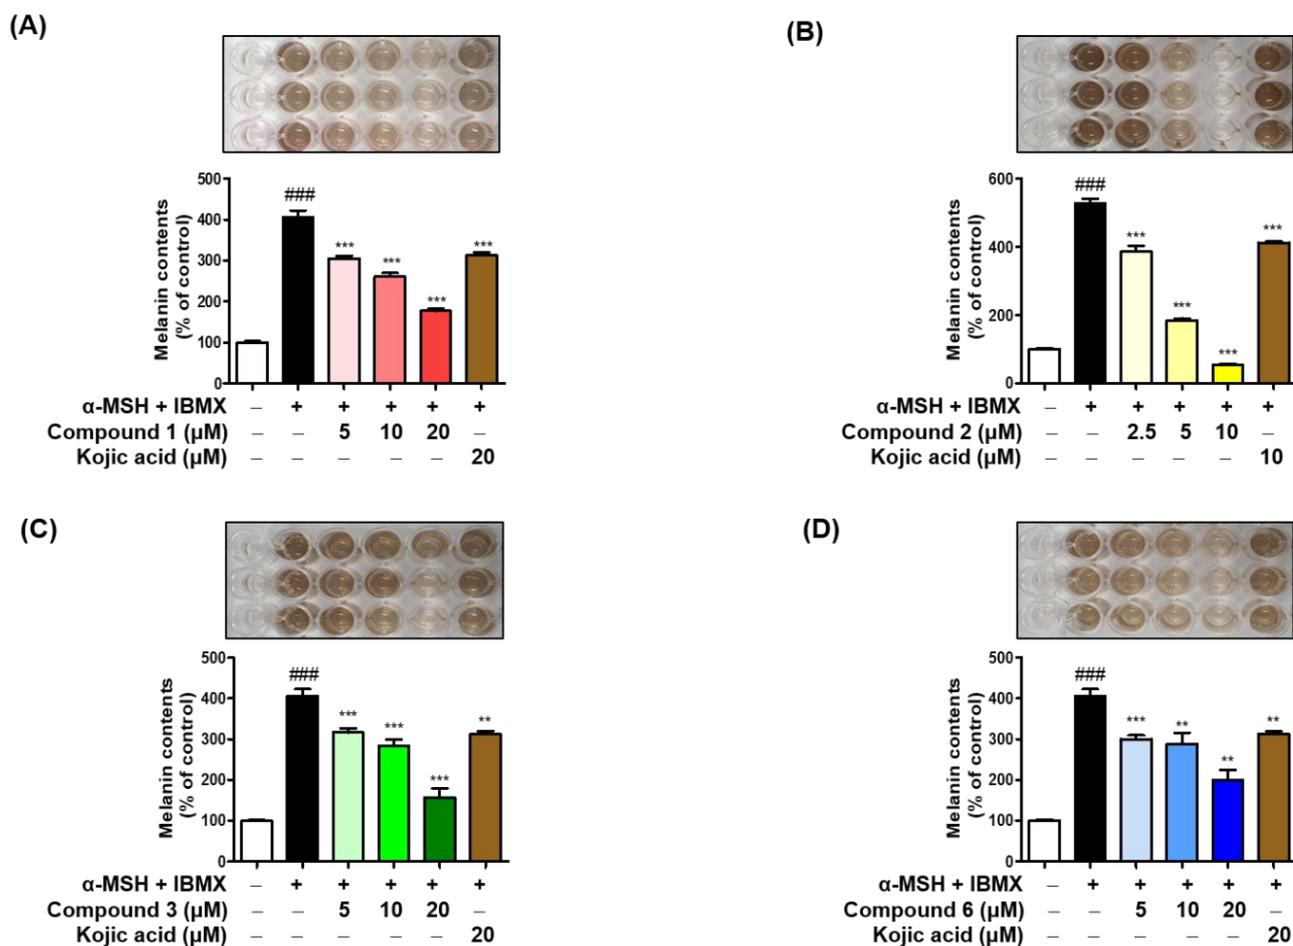 (A)
500
400
300
200
100
0
Melanin contents
(% of control)
###
***
***
***
***
α-MSH + IBMX – + + + + +
Compound 1 (µM) – – 5 10 20 –
Kojic acid (µM) – – – – – 20
(B)
600
400
200
0
Melanin contents
(% of control)
###
***
***
***
***
α-MSH + IBMX – + + + + +
Compound 2 (µM) – – 2.5 5 10 –
Kojic acid (µM) – – – – – 10
(C)
500
400
300
200
100
0
Melanin contents
(% of control)
###
***
***
***
**
α-MSH + IBMX – + + + + +
Compound 3 (µM) – – 5 10 20 –
Kojic acid (µM) – – – – – 20
(D)
500
400
300
200
100
0
Melanin contents
(% of control)
###
***
**
**
**
α-MSH + IBMX – + + + + +
Compound 6 (µM) – – 5 10 20 –
Kojic acid (µM) – – – – – 20